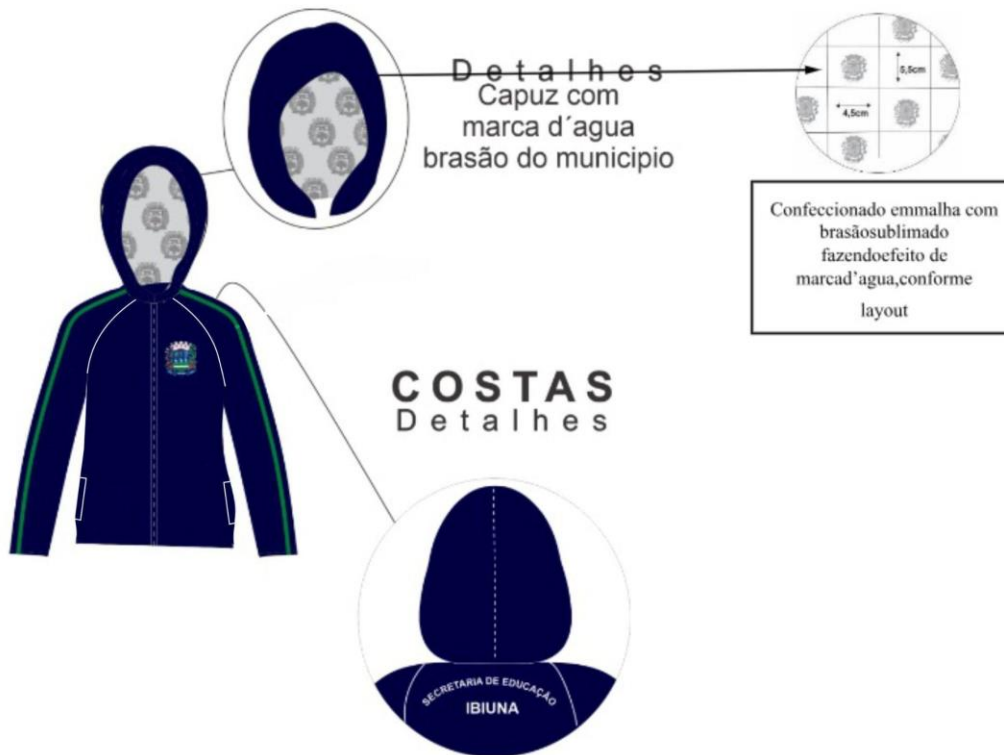 Detalhes
Capuz com
marca d´agua
brasão do municipio
5,5cm
4,5cm
Confeccionado emmalha com
brasãosublimado
fazendoefeito de
marcad’agua,conforme
layout
COSTAS
Detalhes
SECRETARIA DE EDUCAÇÃO
IBIUNA